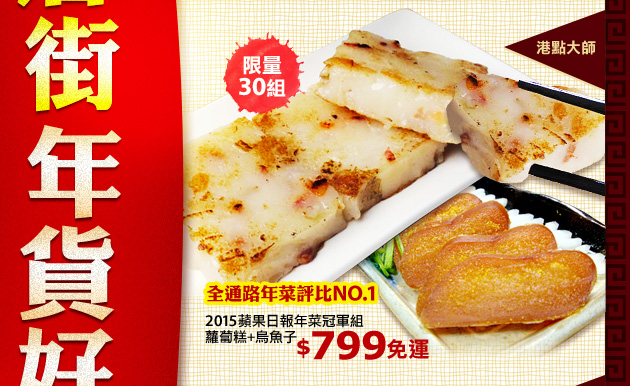 街年貨好
港點大師
限量
30組
全通路年菜評比NO.1
2015蘋果日報年菜冠軍組
蘿蔔糕+烏魚子
$799免運